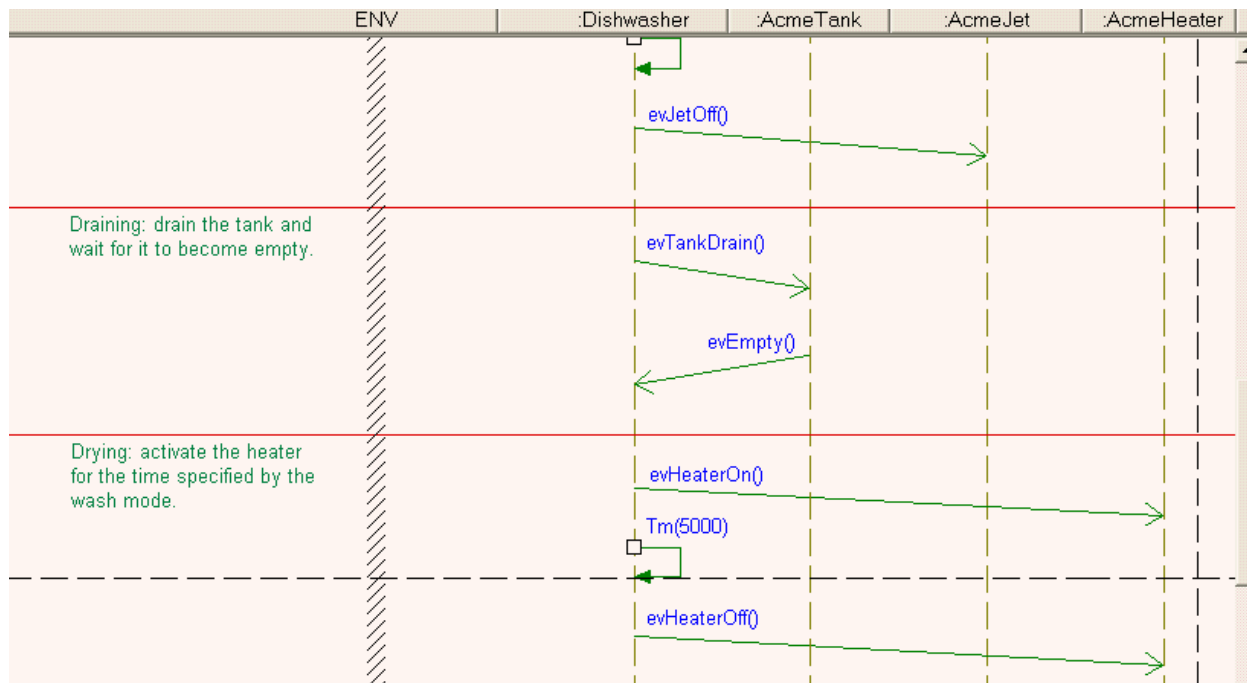 ENV :Dishwasher :AcmeTank :AcmeJet :AcmeHeater
evJetOff()
Draining: drain the tank and
wait for it to become empty.
evTankDrain()
evEmpty()
Drying: activate the heater
for the time specified by the
wash mode.
evHeaterOn()
Tm(5000)
evHeaterOff()